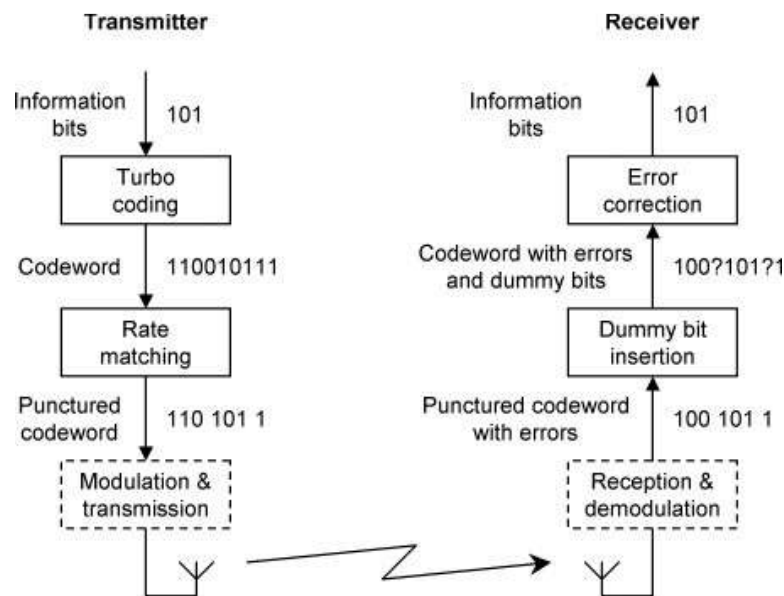 Transmitter
Information
bits
101
Turbo
coding
Codeword
110010111
Rate
matching
Punctured
codeword
110 101 1
Modulation &
transmission
Receiver
Information
bits
101
Error
correction
Codeword with errors
and dummy bits
100?101?1
Dummy bit
insertion
Punctured codeword
with errors
100 101 1
Reception &
demodulation